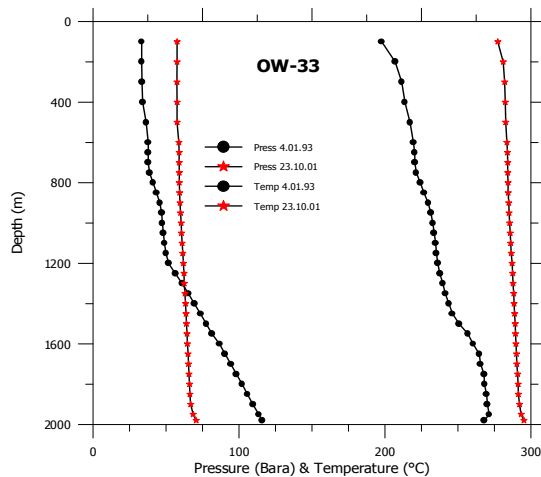 0
400
800
1200
1600
2000
Depth (m)
OW-33
Press 4.01.93
Press 23.10.01
Temp 4.01.93
Temp 23.10.01
0 100 200 300
Pressure (Bara) & Temperature (°C)